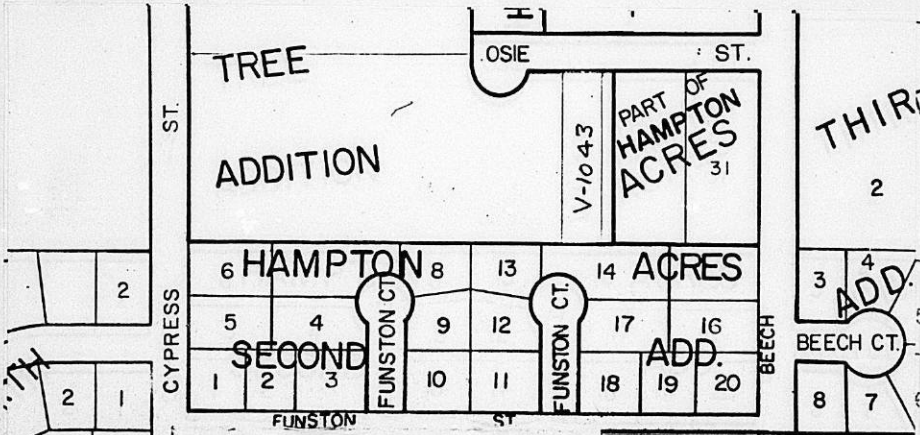 H
OSIE ST.
TREE
ST.
PART OF
HAMPTON
ACRES
31
V-1043
ADDITION
2
6 HAMPTON 8 13 14 ACRES
3 4
2
ADD.
CYPRESS
5 4 FUNSTON CT. 9 12 FUNSTON CT. 17 16
BEECH
BEECH CT.
SECOND ADD.
2 1
1 2 3 10 11 18 19 20
8 7
FUNSTON ST